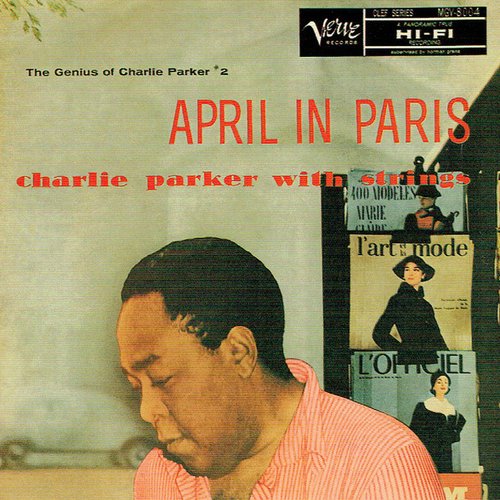 Verve
RECORDS
CLEF SERIES MGV-8004
A PANORAMIC TRUE
HI-FI
RECORDING
supervised by norman granz
The Genius of Charlie Parker #2
APRIL IN PARIS
charlie parker with strings
400 MODÈLES
MARIE
CLAIRE
l'art et la mode
L'OFFICIEL
M